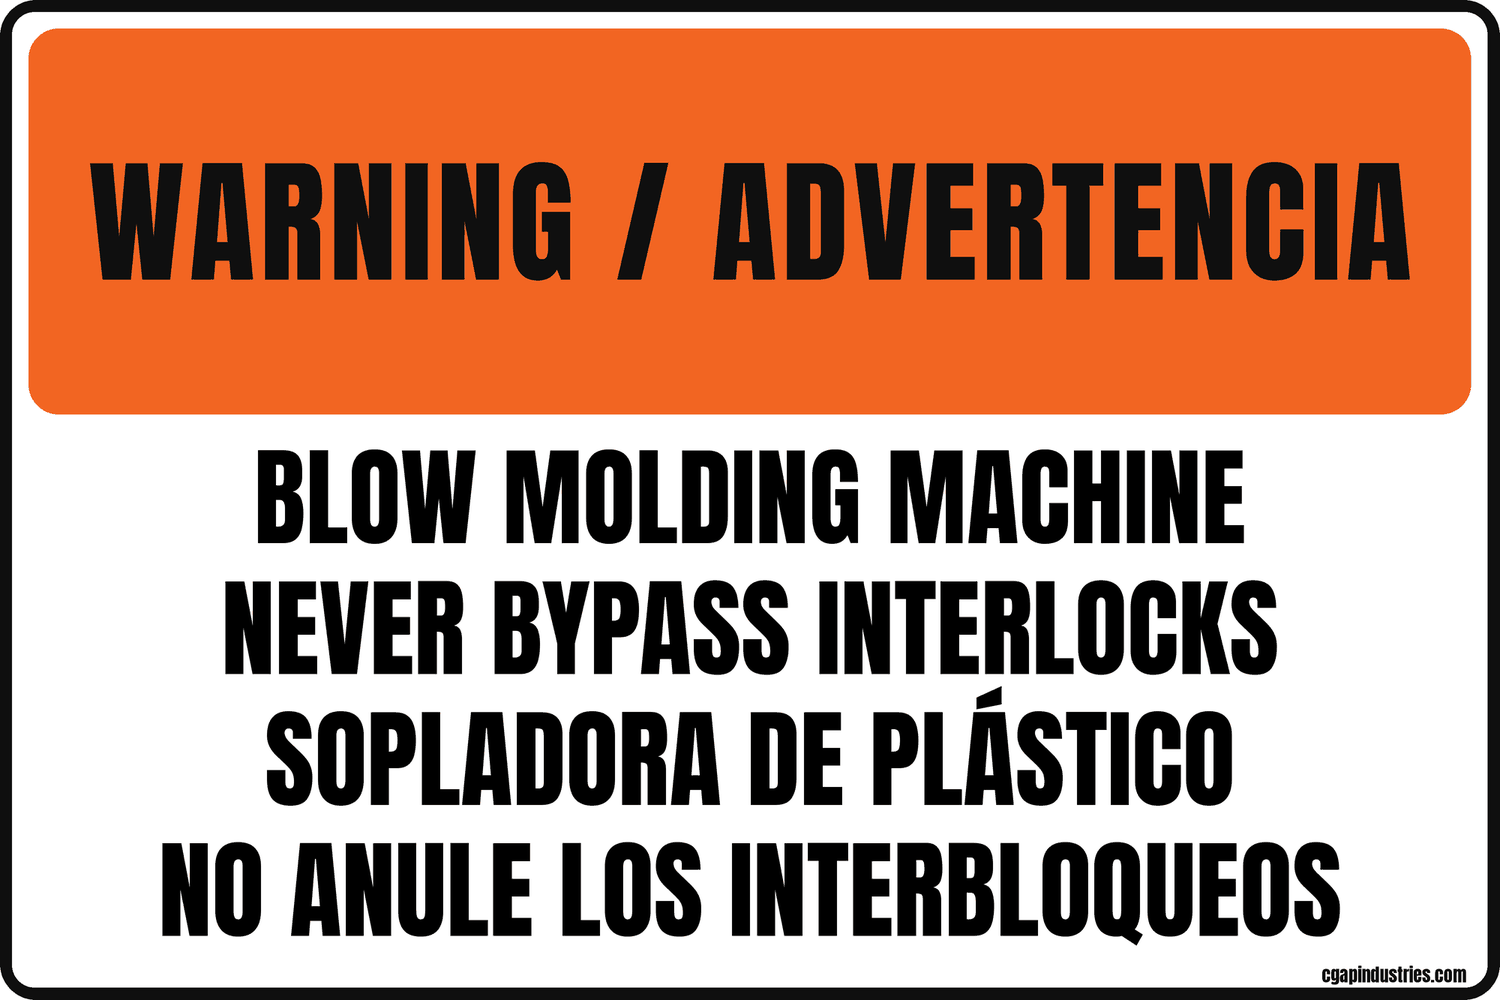 WARNING / ADVERTENCIA
BLOW MOLDING MACHINE
NEVER BYPASS INTERLOCKS
SOPLADORA DE PLÁSTICO
NO ANULE LOS INTERBLOQUEOS
cgapindustries.com